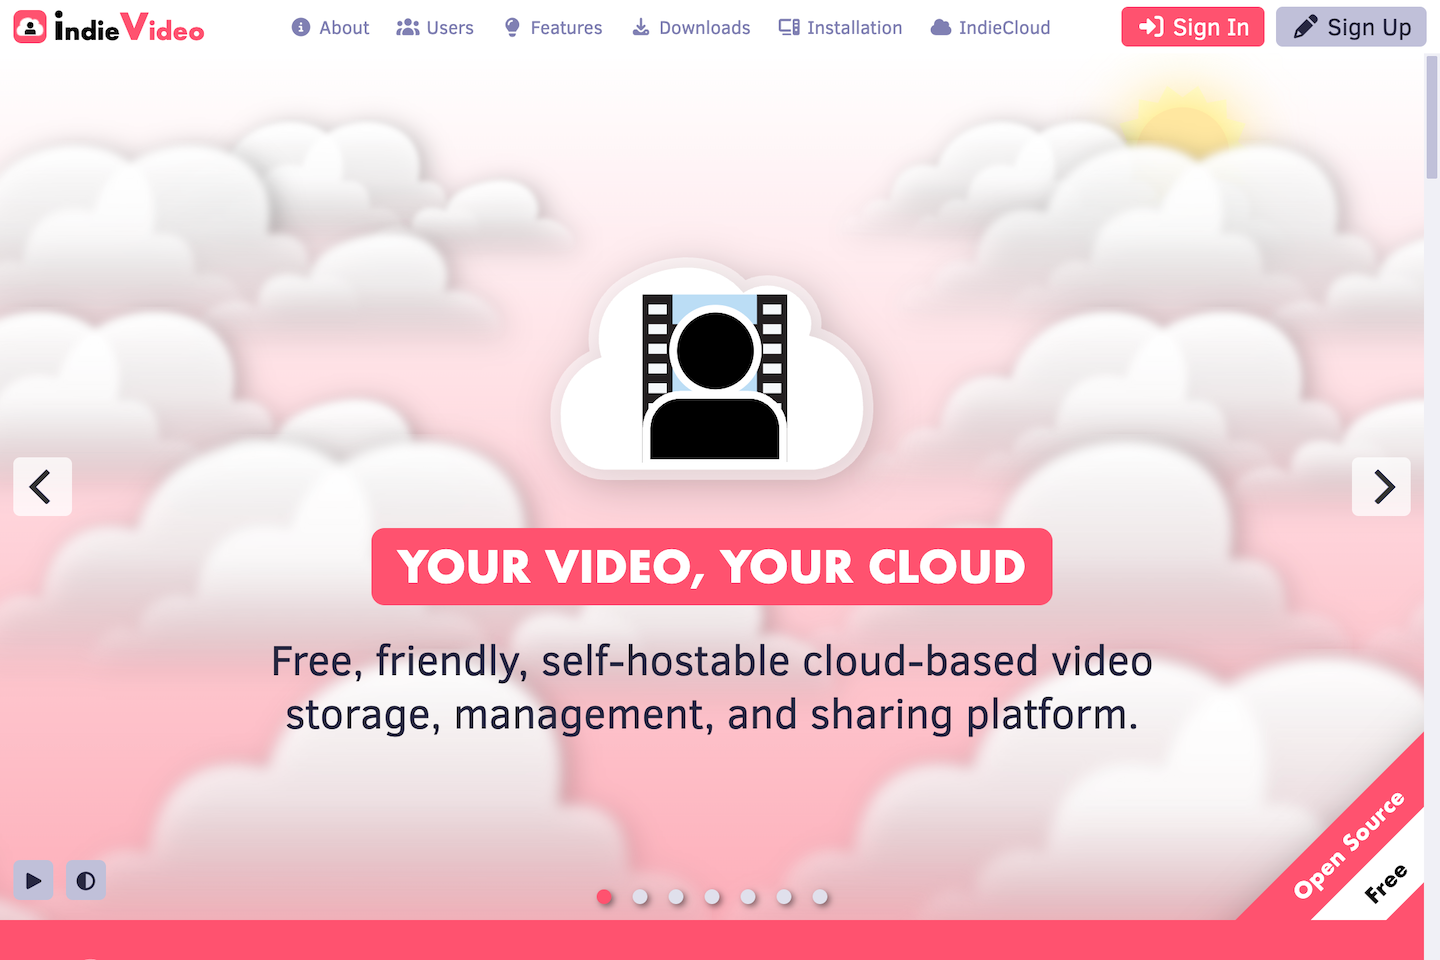 IndieVideo
About
Users
Features
Downloads
Installation
IndieCloud
Sign In
Sign Up
YOUR VIDEO, YOUR CLOUD
Free, friendly, self-hostable cloud-based video
storage, management, and sharing platform.
Open Source
Free